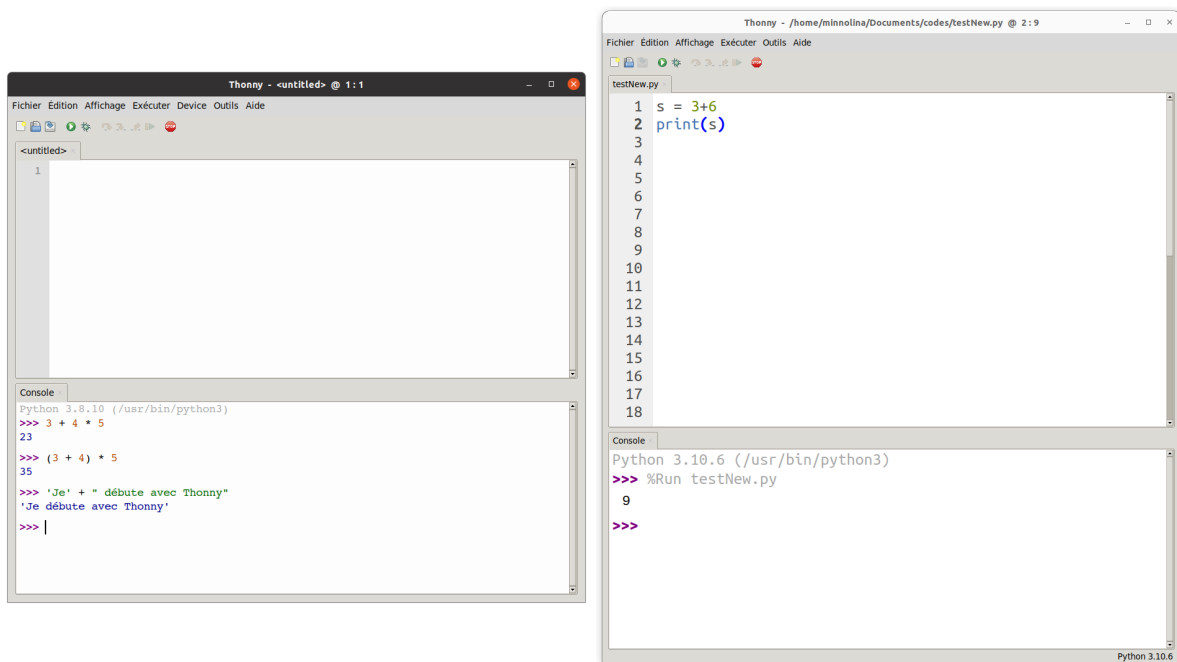 Thonny - <untitled> @ 1:1
Fichier Édition Affichage Exécuter Device Outils Aide
STOP
<untitled>
1
Console
Python 3.8.10 (/usr/bin/python3)
>>> 3 + 4 * 5
23
>>> (3 + 4) * 5
35
>>> 'Je' + " débute avec Thonny"
'Je débute avec Thonny'
>>>
Thonny - /home/minnolina/Documents/codes/testNew.py @ 2:9
Fichier Édition Affichage Exécuter Outils Aide
STOP
testNew.py
1 s = 3+6
2 print(s)
3
4
5
6
7
8
9
10
11
12
13
14
15
16
17
18
Console
Python 3.10.6 (/usr/bin/python3)
>>> %Run testNew.py
9
>>>
Python 3.10.6